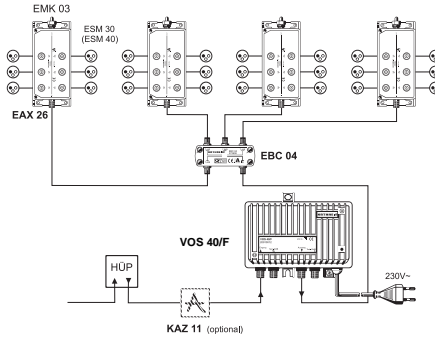 EMK 03
ESM 30
(ESM 40)
EAX 26
EBC 04
VOS 40/F
HÜP
230V~
KAZ 11 (optional)